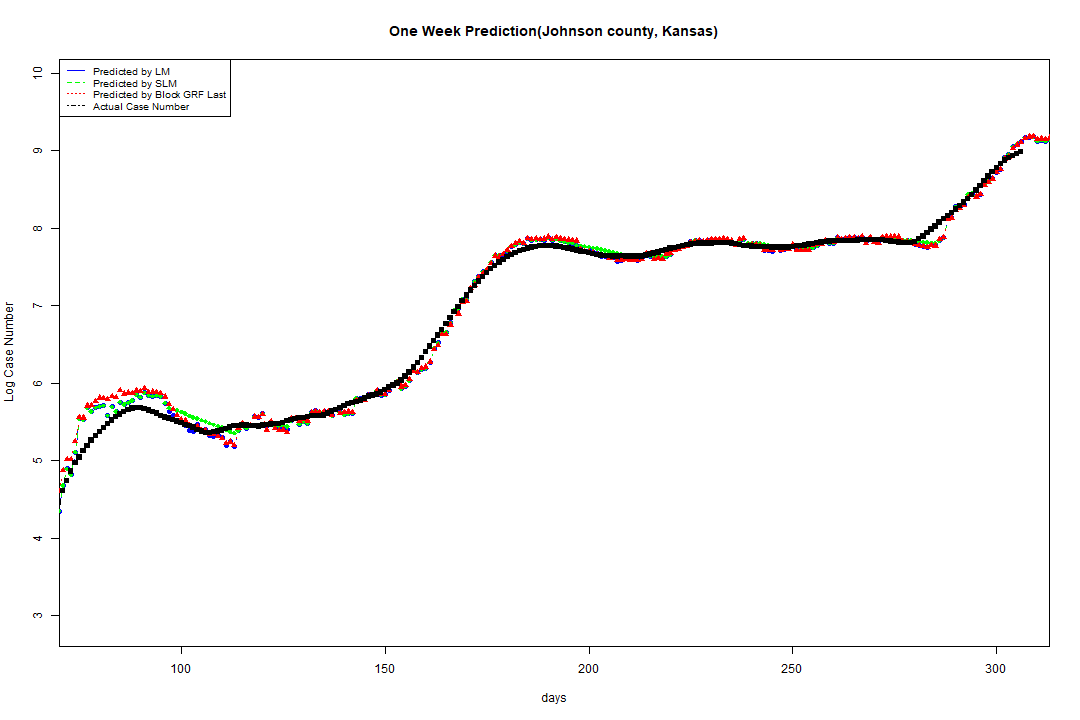 One Week Prediction(Johnson county, Kansas)
Predicted by LM
Predicted by SLM
Predicted by Block GRF Last
Actual Case Number
10
9
8
7
6
5
4
3
Log Case Number
100 150 200 250 300
days